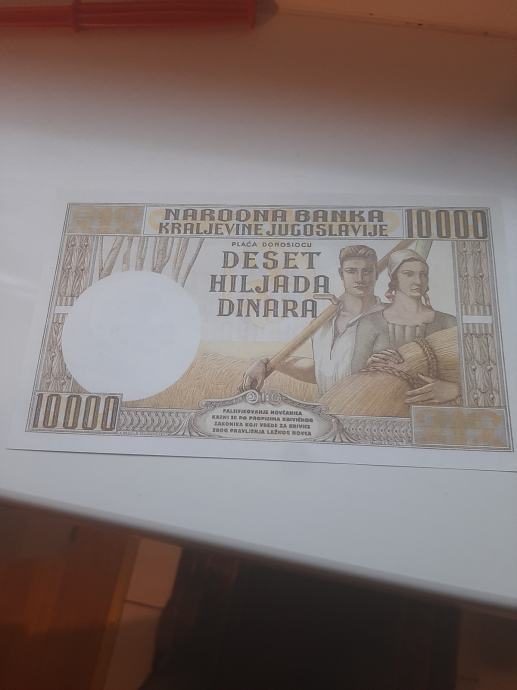 NARODNA BANKA
KRALJEVINE JUGOSLAVIJE
10000
PLAĆA DONOSIOCU
DESET
HILJADA
DINARA
10000
FALSIFIKOVANJE NOVČANICA
KAZNI SE PO PROPISIMA KRIVIČNOG
ZAKONIKA KOJI VREDE ZA KRIVICE
ZBOG PRAVLJENJA LAŽNOG NOVCA